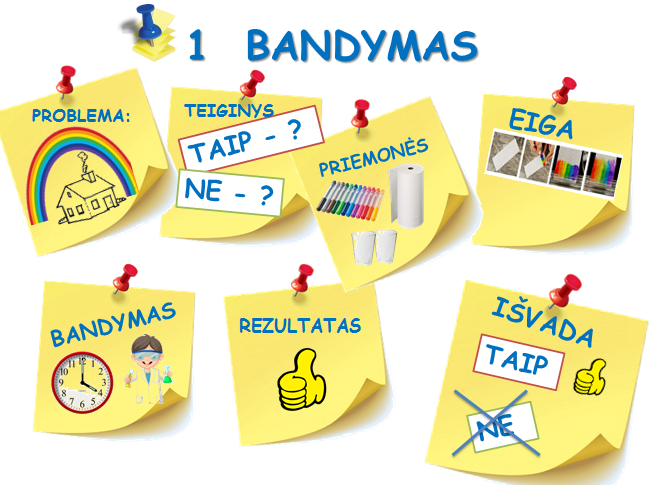 1 BANDYMAS
PROBLEMA:
TEIGINYS
TAIP - ?
NE - ?
PRIEMONĖS
EIGA
BANDYMAS
REZULTATAS
IŠVADA
TAIP
NE